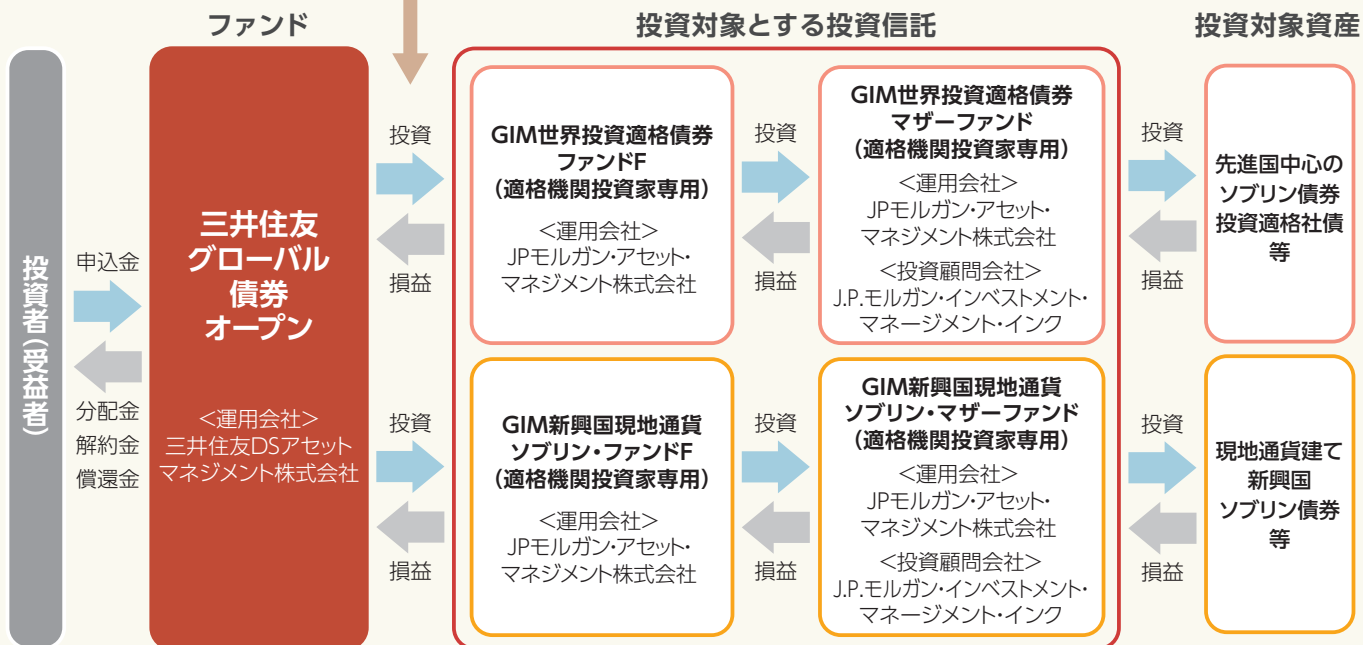 ファンド
投資対象とする投資信託
投資対象資産
投資者(受益者)
申込金
分配金
解約金
償還金
三井住友
グローバル
債券
オープン
<運用会社>
三井住友DSアセット
マネジメント株式会社
投資
損益
GIM世界投資適格債券
ファンドF
(適格機関投資家専用)
<運用会社>
JPモルガン・アセット・
マネジメント株式会社
投資
損益
GIM世界投資適格債券
マザーファンド
(適格機関投資家専用)
<運用会社>
JPモルガン・アセット・
マネジメント株式会社
<投資顧問会社>
J.P.モルガン・インベストメント・
マネージメント・インク
投資
損益
先進国中心の
ソブリン債券
投資適格社債
等
投資
損益
GIM新興国現地通貨
ソブリン・ファンドF
(適格機関投資家専用)
<運用会社>
JPモルガン・アセット・
マネジメント株式会社
投資
損益
GIM新興国現地通貨
ソブリン・マザーファンド
(適格機関投資家専用)
<運用会社>
JPモルガン・アセット・
マネジメント株式会社
<投資顧問会社>
J.P.モルガン・インベストメント・
マネージメント・インク
投資
損益
現地通貨建て
新興国
ソブリン債券
等